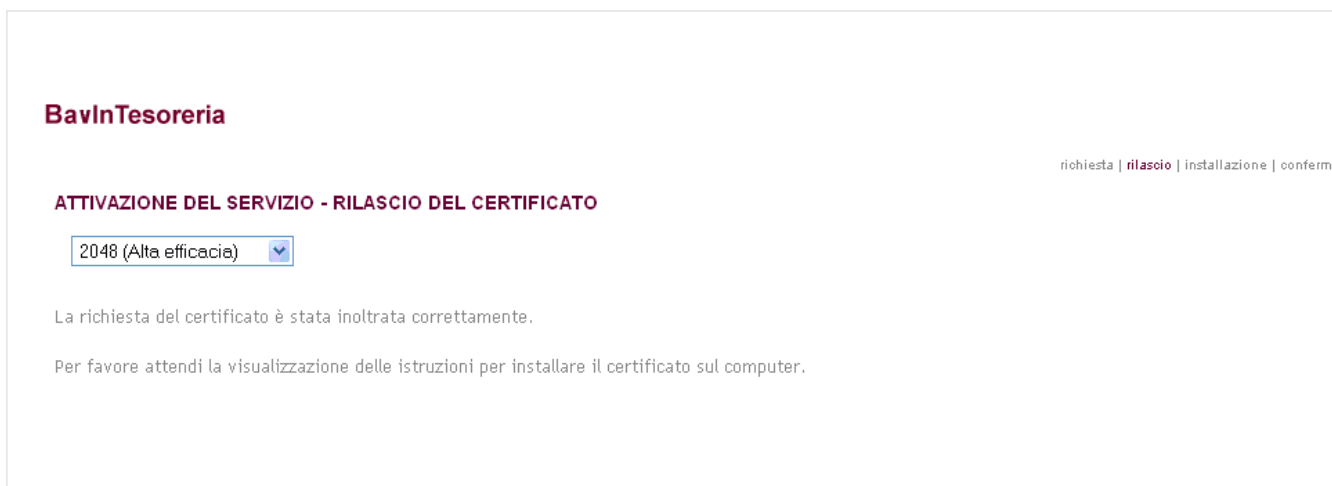 BavInTesoreria
richiesta | rilascio | installazione | conferm
ATTIVAZIONE DEL SERVIZIO - RILASCIO DEL CERTIFICATO
2048 (Alta efficacia)
La richiesta del certificato è stata inoltrata correttamente.
Per favore attendi la visualizzazione delle istruzioni per installare il certificato sul computer.